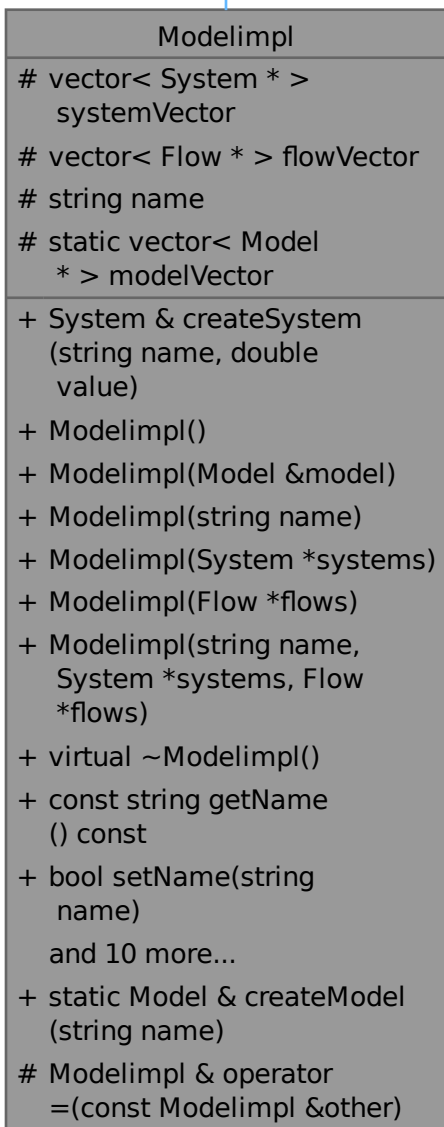 Modelimpl
# vector< System * >
systemVector
# vector< Flow * > flowVector
# string name
# static vector< Model
* > modelVector
+ System & createSystem
(string name, double
value)
+ Modelimpl()
+ Modelimpl(Model &model)
+ Modelimpl(string name)
+ Modelimpl(System *systems)
+ Modelimpl(Flow *flows)
+ Modelimpl(string name,
System *systems, Flow
*flows)
+ virtual ~Modelimpl()
+ const string getName
() const
+ bool setName(string
name)
and 10 more...
+ static Model & createModel
(string name)
# Modelimpl & operator
=(const Modelimpl &other)